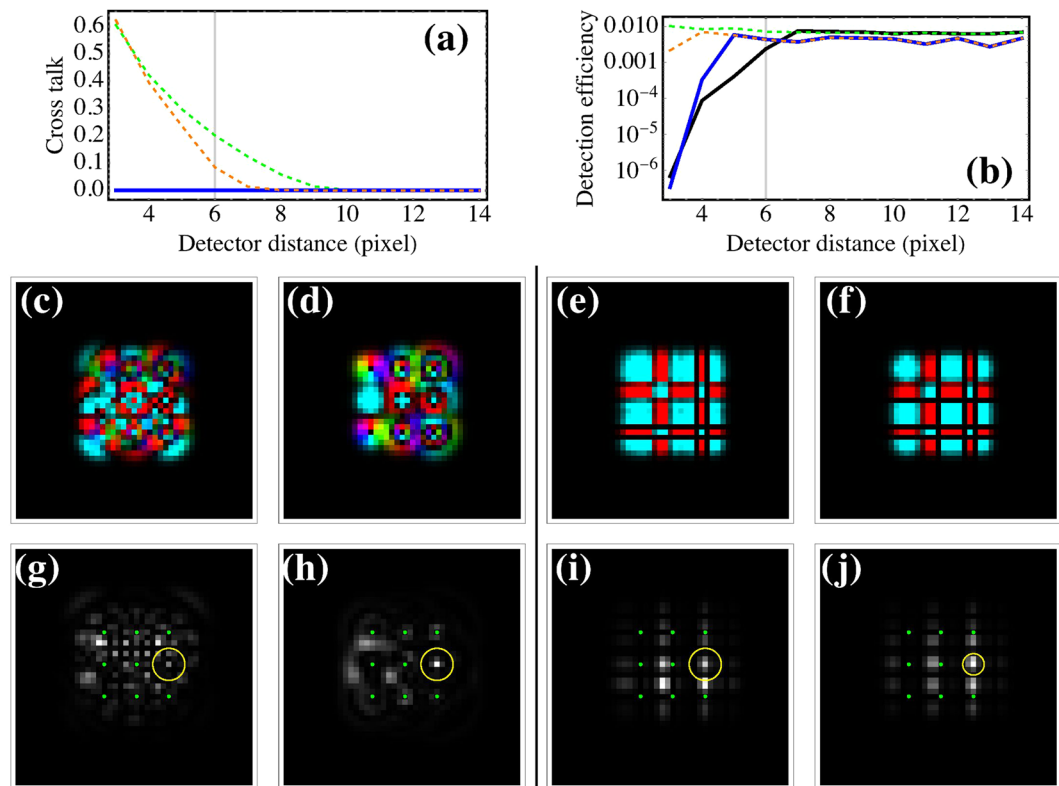 0.6
0.5
0.4
0.3
0.2
0.1
0.0
Cross talk
(a)
4 6 8 10 12 14
Detector distance (pixel)
0.010
0.001
10⁻⁴
10⁻⁵
10⁻⁶
Detection efficiency
(b)
4 6 8 10 12 14
Detector distance (pixel)
(c) (d) (e) (f)
(g) (h) (i) (j)